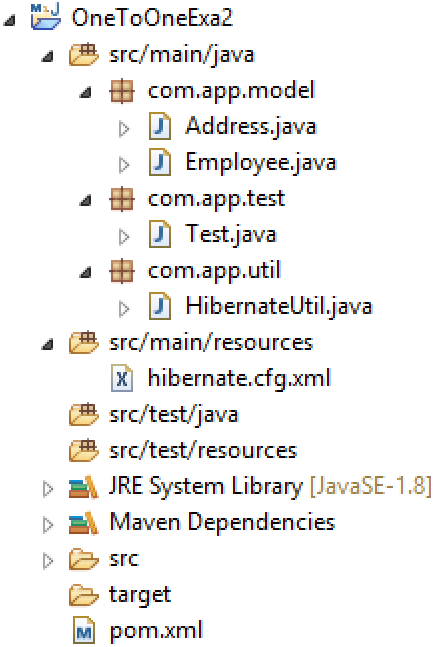 OneToOneExa2
src/main/java
com.app.model
Address.java
Employee.java
com.app.test
Test.java
com.app.util
HibernateUtil.java
src/main/resources
hibernate.cfg.xml
src/test/java
src/test/resources
JRE System Library [JavaSE-1.8]
Maven Dependencies
src
target
pom.xml